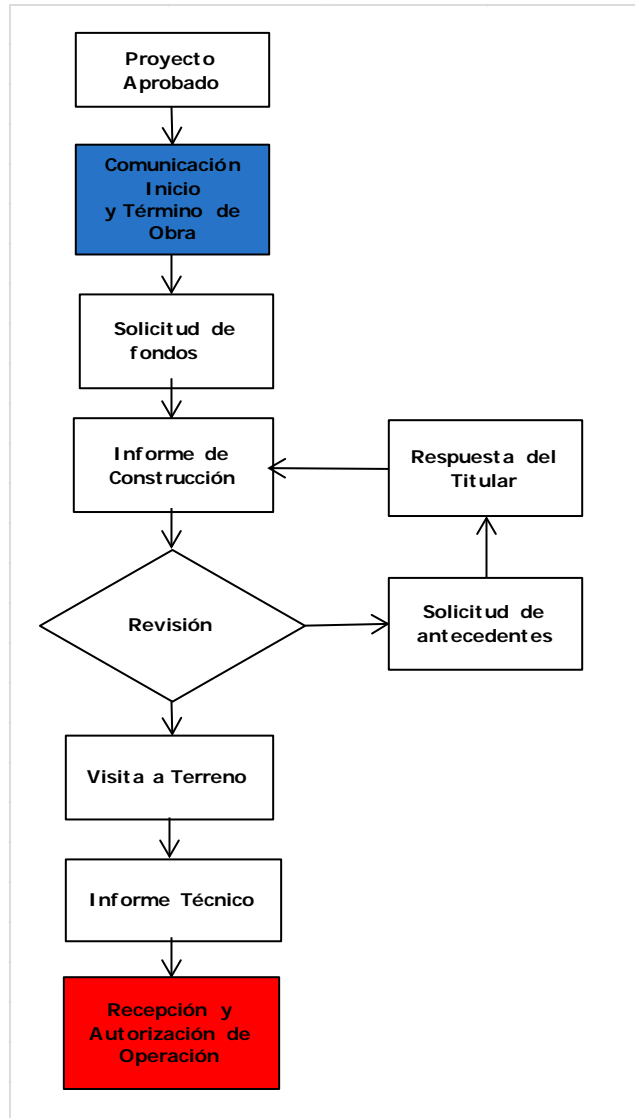 Proyecto
Aprobado
Comunicación
Inicio
y Término de
Obra
Solicitud de
fondos
Informe de
Construcción
Respuesta del
Titular
Revisión
Solicitud de
antecedentes
Visita a Terreno
Informe Técnico
Recepción y
Autorización de
Operación